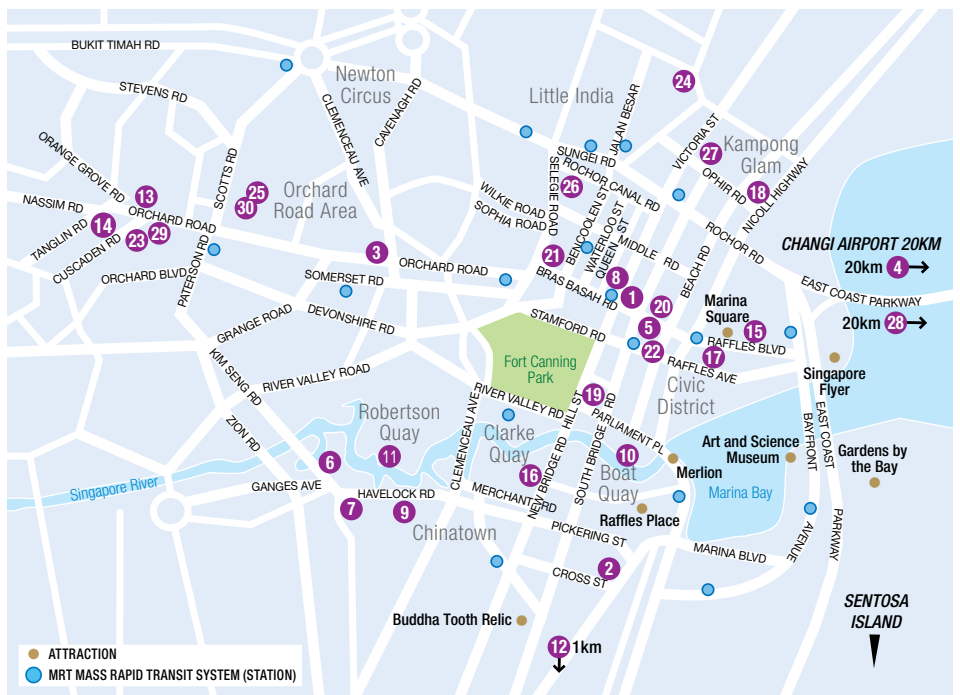 BUKIT TIMAH RD
STEVENS RD
Newton
Circus
CLEMENCEAU AVE
CAVENAGH RD
Little India
JALAN BESAR
24
VICTORIA ST
27
Kampong
Glam
SUNGEI RD
ROCHOR CANAL RD
SELEGIE ROAD
26
OPHIR RD
18
NICOLL HIGHWAY
ORANGE GROVE RD
13
SCOTTS RD
25
30
Orchard
Road Area
WILKIE ROAD
SOPHIA ROAD
BENCOOLEN ST
WATERLOO ST
QUEEN ST
MIDDLE RD
BEACH RD
ROCHOR RD
NASSIM RD
14
ORCHARD ROAD
TANGLIN RD
CUSCADEN RD
23
29
ORCHARD BLVD
PATERSON RD
3
ORCHARD ROAD
21
BRAS BASAH RD
8
1
20
CHANGI AIRPORT 20KM
20km 4
EAST COAST PARKWAY
20km 28
SOMERSET RD
DEVONSHIRE RD
GRANGE ROAD
STAMFORD RD
5
22
Marina
Square
15
RAFFLES BLVD
17
RAFFLES AVE
Singapore
Flyer
KIM SENG RD
RIVER VALLEY ROAD
Fort Canning
Park
Civic
District
ZION RD
Robertson
Quay
11
CLEMENCEAU AVE
RIVER VALLEY RD
Clarke
Quay
HILL ST
19
PARLIAMENT PL
NEW BRIDGE RD
SOUTH BRIDGE RD
16
10
Boat
Quay
Merlion
Art and Science
Museum
Marina Bay
EAST COAST
PARKWAY
BAYFRONT
AVENUE
Gardens by
the Bay
Singapore River
6
GANGES AVE
7
HAVELOCK RD
9
MERCHANT RD
Chinatown
Raffles Place
PICKERING ST
MARINA BLVD
2
CROSS ST
Buddha Tooth Relic
12 1km
SENTOSA
ISLAND
ATTRACTION
MRT MASS RAPID TRANSIT SYSTEM (STATION)